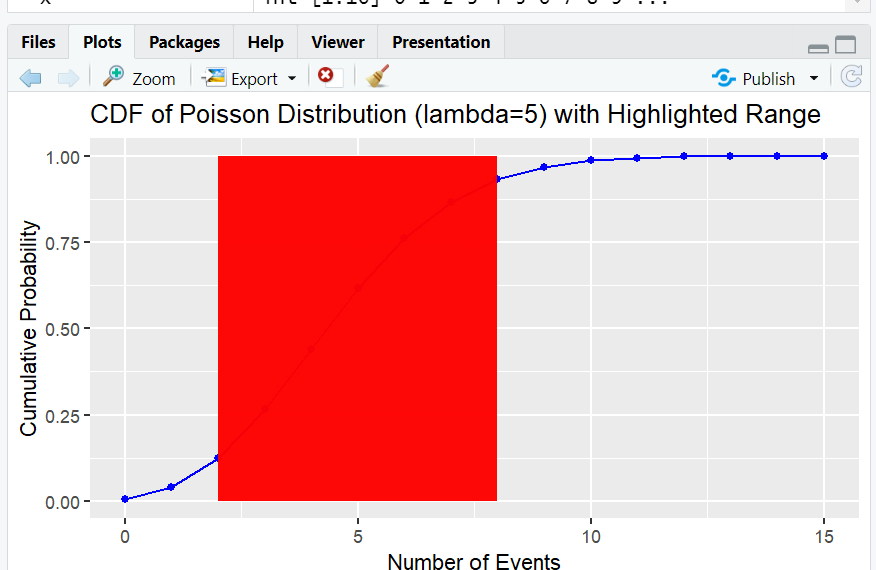 Files Plots Packages Help Viewer Presentation
Zoom Export Publish
CDF of Poisson Distribution (lambda=5) with Highlighted Range
1.00
0.75
0.50
0.25
0.00
Cumulative Probability
0 5 10 15
Number of Events